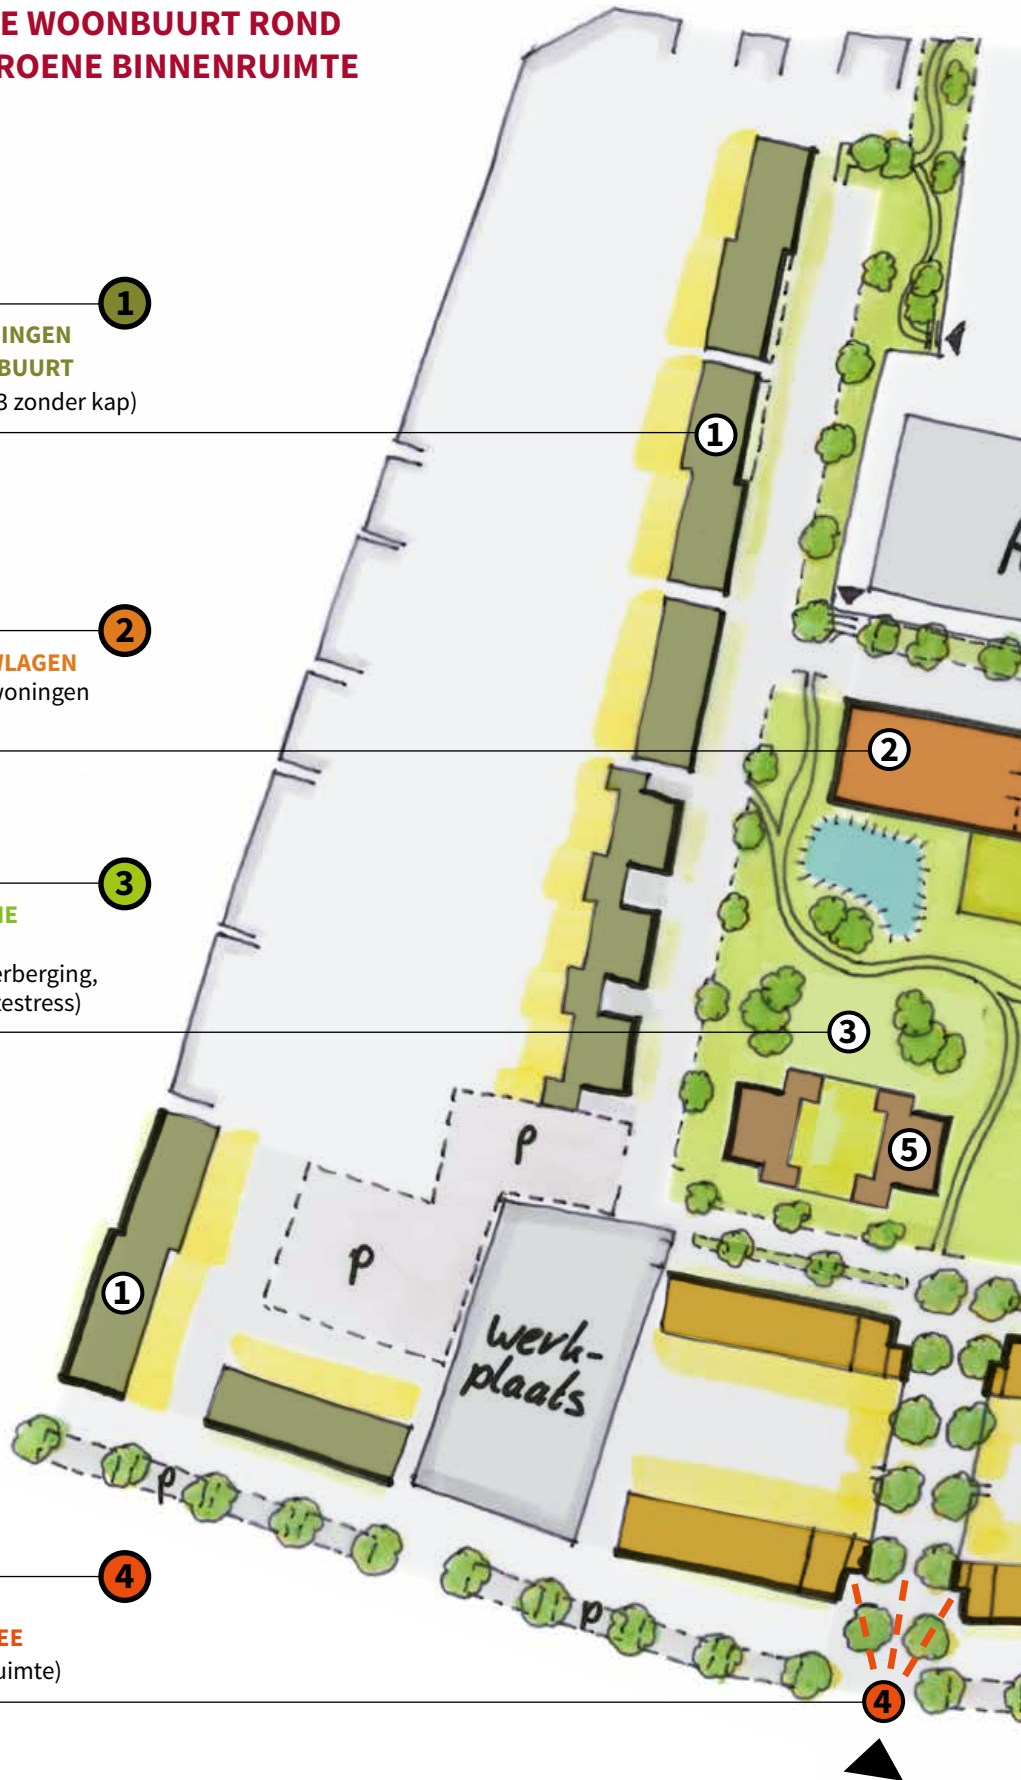 E WOONBUURT ROND
ROENE BINNENRUIMTE
1
INGEN
BUURT
3 zonder kap)
1
2
LAGEN
oningen
2
3
IE
erberging,
estress)
3
5
P
P
1
werk-
plaats
P
P
4
EE
uimte)
4